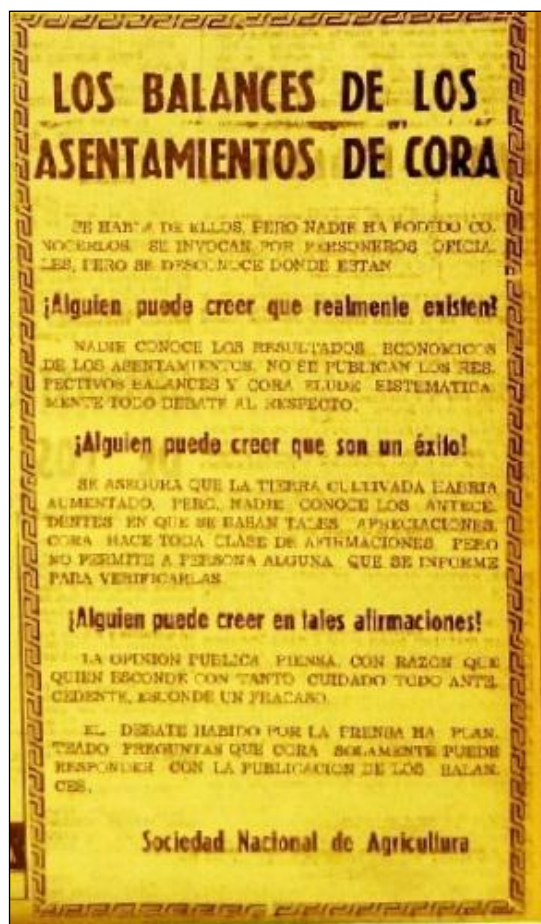 LOS BALANCES DE LOS
ASENTAMIENTOS DE CORA
SE HABLA DE ELLOS, PERO NADIE HA PODIDO CO
NOCERLOS. SE INVOCAN POR PERSONEROS OFICIA
LES, PERO SE DESCONOCE DONDE ESTAN
¡Alguien puede creer que realmente existen!
NADIE CONOCE LOS RESULTADOS ECONOMICOS
DE LOS ASENTAMIENTOS. NO SE PUBLICAN LOS RES
PECTIVOS BALANCES Y CORA ELUDE SISTEMATICA
MENTE TODO DEBATE AL RESPECTO.
¡Alguien puede creer que son un éxito!
SE ASEGURA QUE LA TIERRA CULTIVADA HABRIA
AUMENTADO, PERO, NADIE CONOCE LOS ANTECE.
DENTES EN QUE SE BASAN TALES APRECIACIONES.
CORA HACE TODA CLASE DE AFIRMACIONES PERO
NO PERMITE A PERSONA ALGUNA QUE SE INFORME
PARA VERIFICARLAS.
¡Alguien puede creer en tales afirmaciones!
LA OPINION PUBLICA PIENSA, CON RAZON QUE
QUIEN ESCONDE CON TANTO CUIDADO TODO ANTE.
CEDENTE, ESCONDE UN FRACASO.
EL DEBATE HABIDO POR LA PRENSA HA PLAN.
TEADO PREGUNTAS QUE CORA SOLAMENTE PUEDE
RESPONDER CON LA PUBLICACION DE LOS BALAN.
CES.
Sociedad Nacional de Agricultura